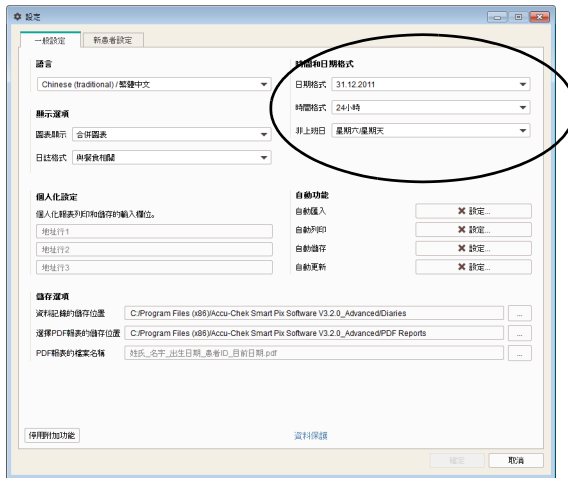 設定
一般設定 新患者設定
語言
Chinese (traditional) / 繁體中文
顯示選項
圖表顯示 合併圖表
日誌格式 與餐食相關
時間和日期格式
日期格式 31.12.2011
時間格式 24小時
非上班日 星期六/星期天
個人化設定
個人化報表列印和儲存的輸入欄位。
地址行1
地址行2
地址行3
自動功能
自動匯入 設定...
自動列印 設定...
自動儲存 設定...
自動更新 設定...
儲存選項
資料記錄的儲存位置 C:/Program Files (x86)/Accu-Chek Smart Pix Software V3.2.0_Advanced/Diaries ...
選擇PDF報表的儲存位置 C:/Program Files (x86)/Accu-Chek Smart Pix Software V3.2.0_Advanced/PDF Reports ...
PDF報表的檔案名稱 姓氏_名字_出生日期_患者ID_目前日期.pdf ...
停用附加功能 資料保護
確定 取消